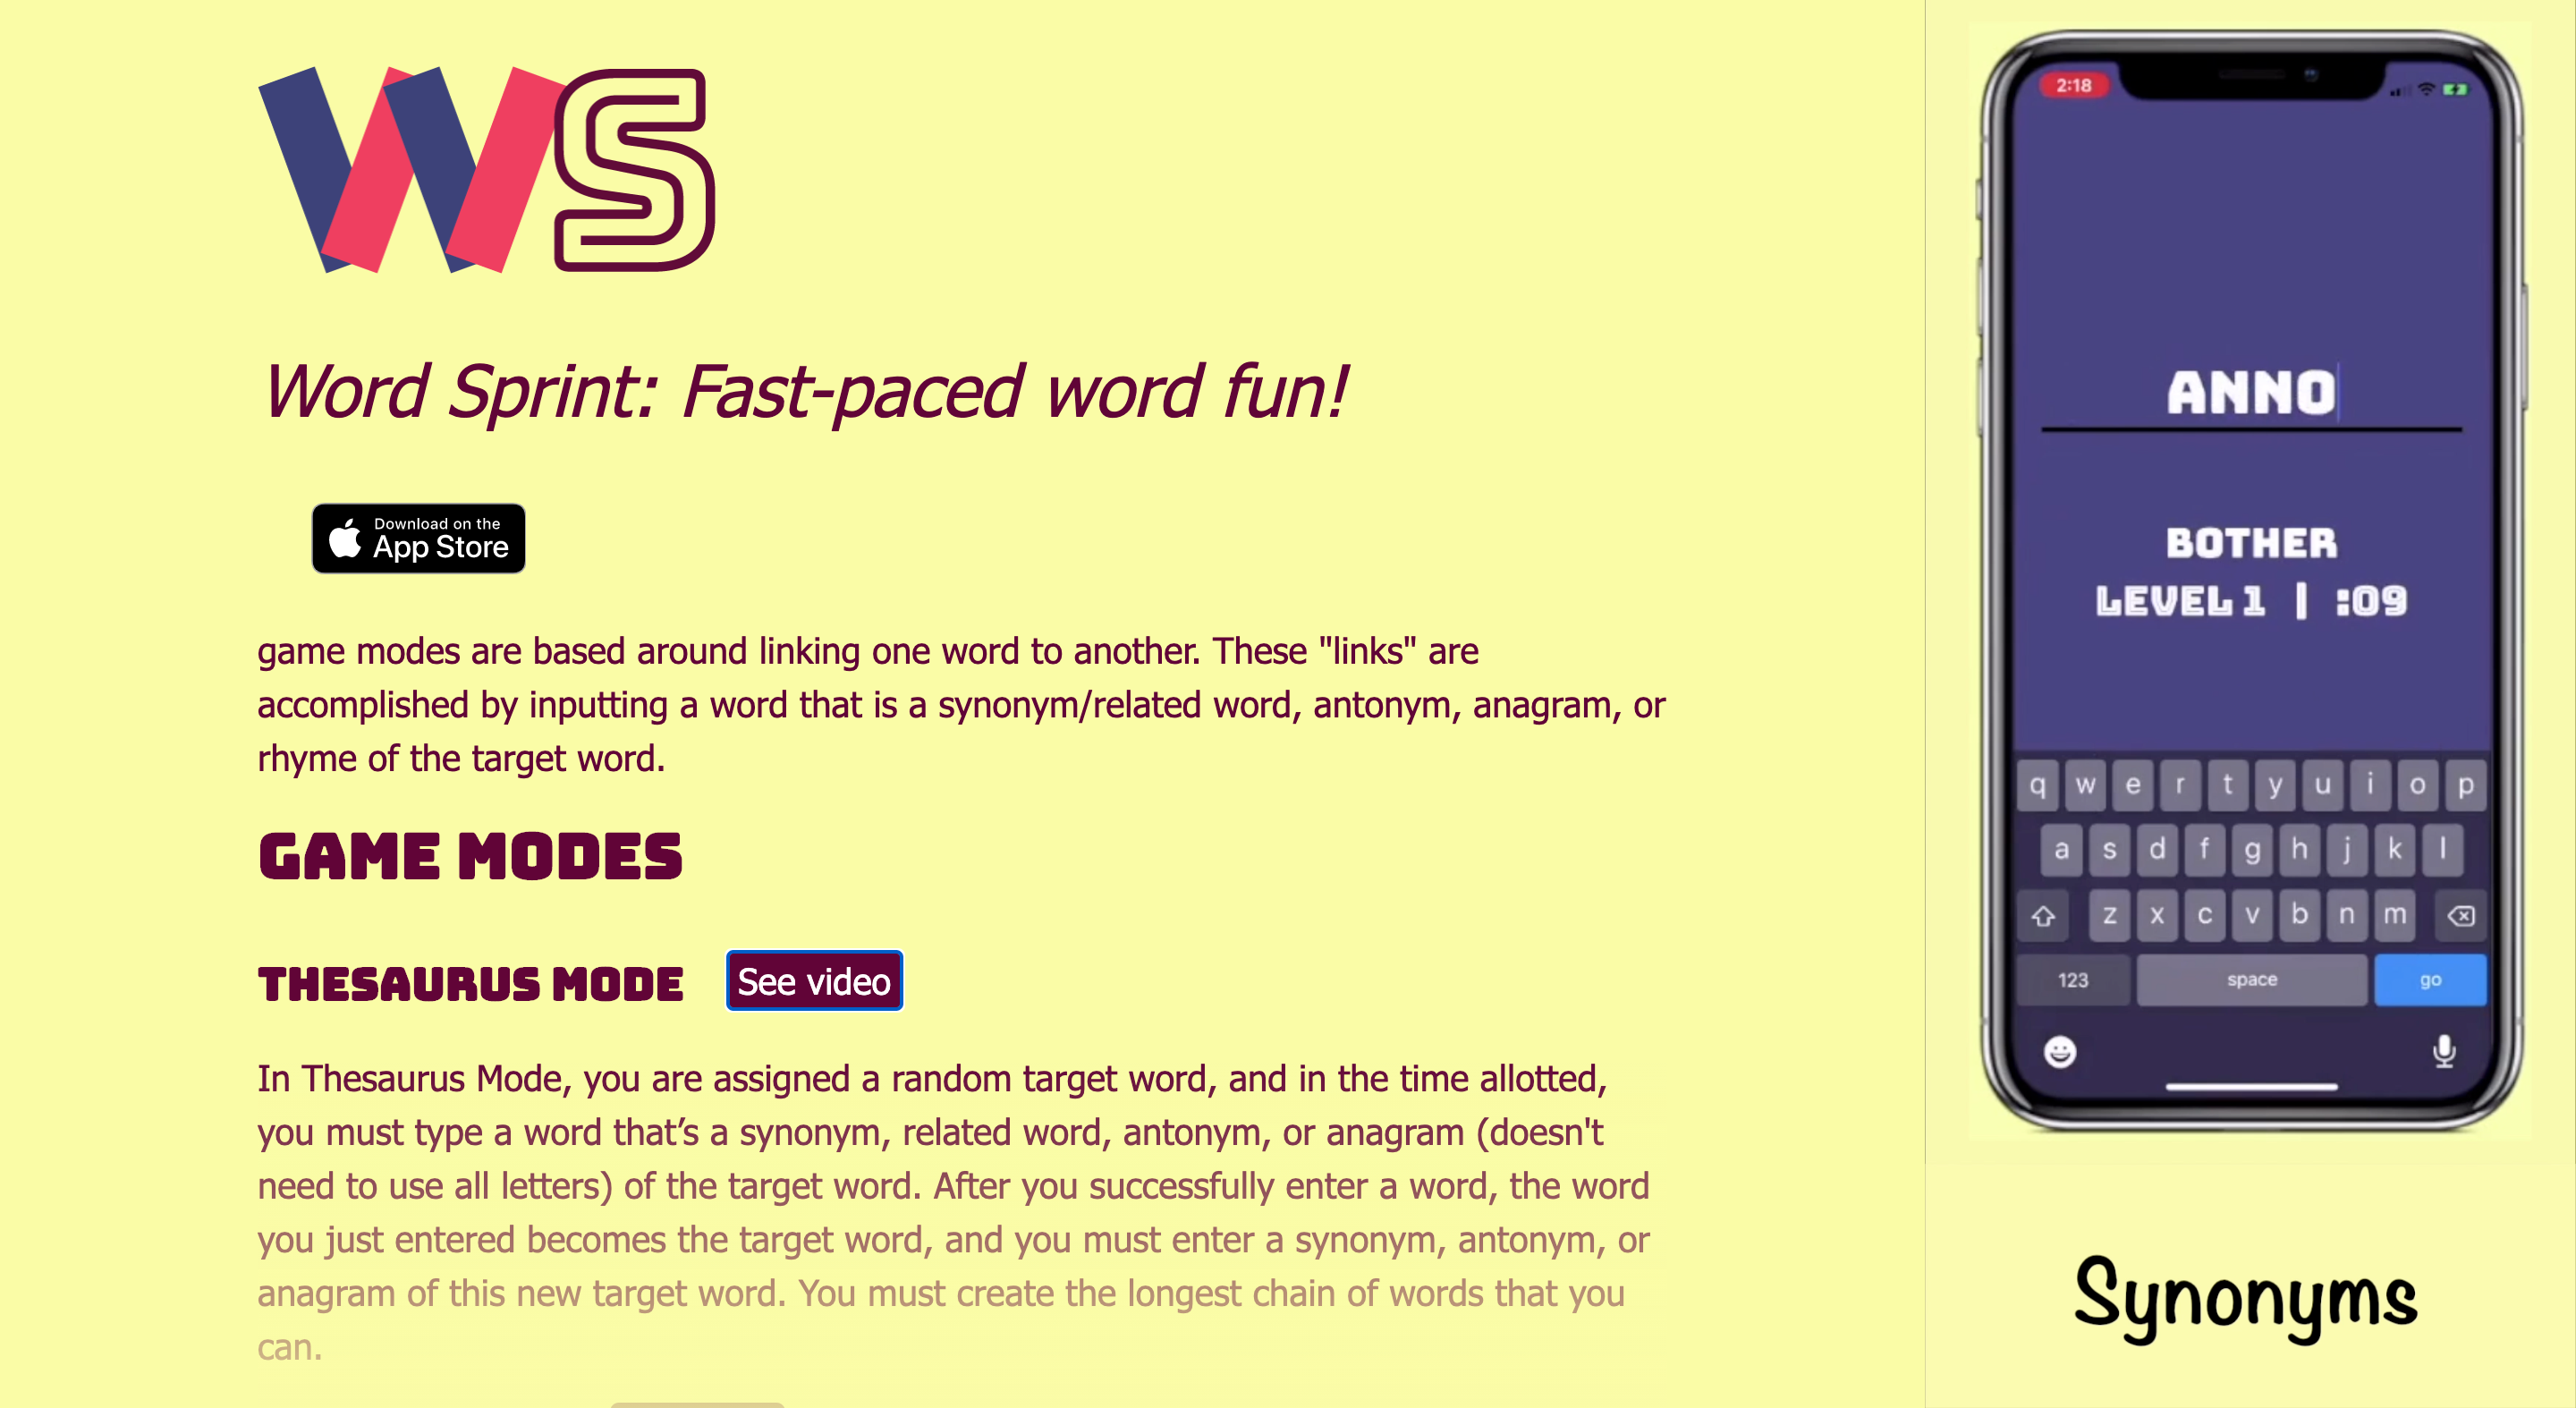 WS
Word Sprint: Fast-paced word fun!
Download on the
App Store
game modes are based around linking one word to another. These "links" are
accomplished by inputting a word that is a synonym/related word, antonym, anagram, or
rhyme of the target word.
GAME MODES
THESAURUS MODE See video
In Thesaurus Mode, you are assigned a random target word, and in the time allotted,
you must type a word that’s a synonym, related word, antonym, or anagram (doesn't
need to use all letters) of the target word. After you successfully enter a word, the word
you just entered becomes the target word, and you must enter a synonym, antonym, or
anagram of this new target word. You must create the longest chain of words that you
can.
2:18
ANNO
BOTHER
LEVEL 1 | :09
q w e r t y u i o p
a s d f g h j k l
z x c v b n m
123 space go
Synonyms